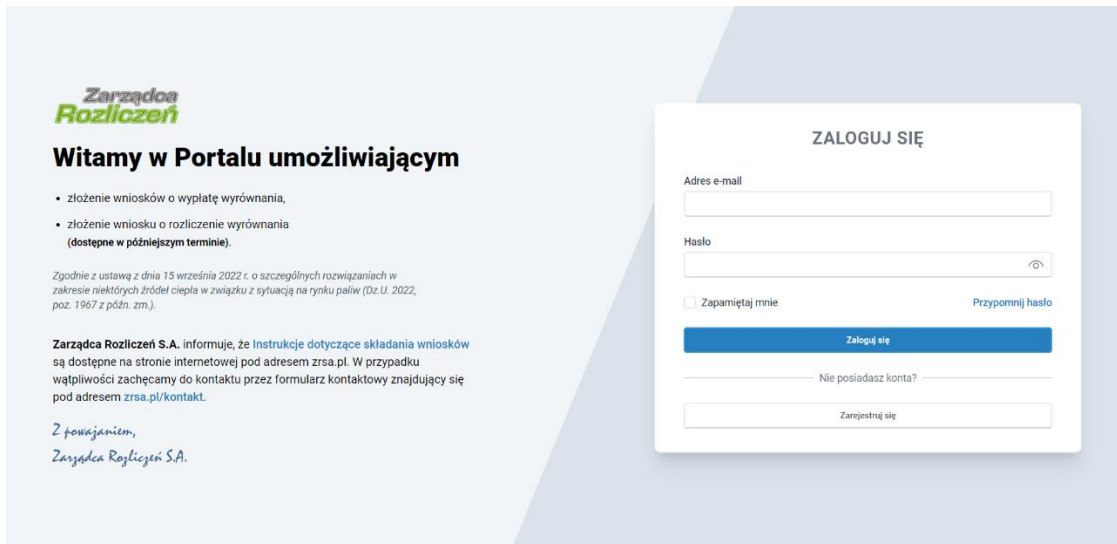 Zarządca
Rozliczeń
Witamy w Portalu umożliwiającym
• złożenie wniosków o wypłatę wyrównania,
• złożenie wniosku o rozliczenie wyrównania
(dostępne w późniejszym terminie).
Zgodnie z ustawą z dnia 15 września 2022 r. o szczególnych rozwiązaniach w
zakresie niektórych źródeł ciepła w związku z sytuacją na rynku paliw (Dz.U. 2022,
poz. 1967 z późn. zm.).
Zarządca Rozliczeń S.A. informuje, że Instrukcje dotyczące składania wniosków
są dostępne na stronie internetowej pod adresem zrsa.pl. W przypadku
wątpliwości zachęcamy do kontaktu przez formularz kontaktowy znajdujący się
pod adresem zrsa.pl/kontakt.
Z poważaniem,
Zarządca Rozliczeń S.A.
ZALOGUJ SIĘ
Adres e-mail
Hasło
Zapamiętaj mnie
Przypomnij hasło
Zaloguj się
Nie posiadasz konta?
Zarejestruj się